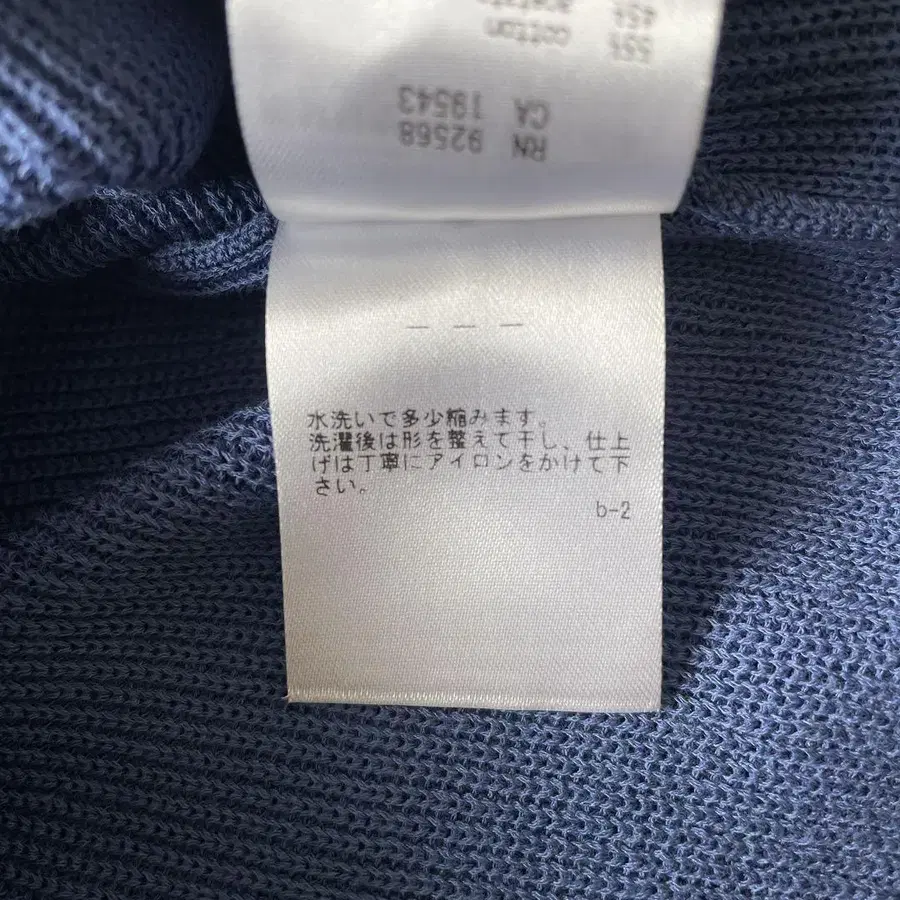 cotton 45%
RN 92568
CA 19543
— — —
水洗いで多少縮みます。
洗濯後は形を整えて干し、仕上
げは丁寧にアイロンをかけて下
さい。
b-2